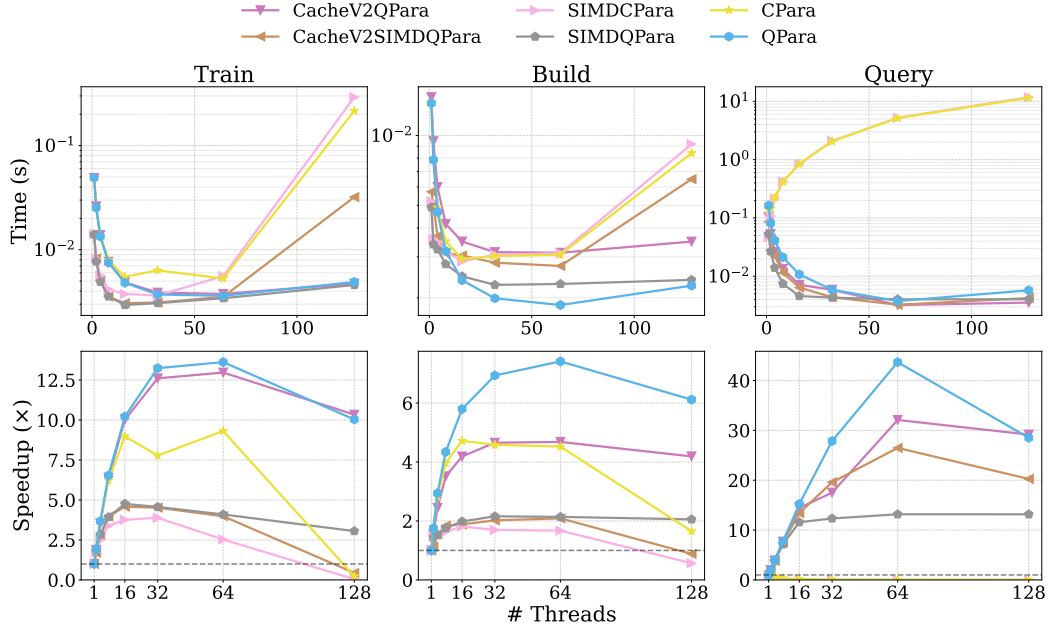 CacheV2QPara SIMDCPara CPara
CacheV2SIMDQPara SIMDQPara QPara
Train Build Query
Time (s)
10⁻¹
10⁻²
0 50 100
10⁻²
0 50 100
10¹
10⁰
10⁻¹
10⁻²
0 50 100
Speedup (×)
12.5
10.0
7.5
5.0
2.5
0.0
1 16 32 64 128
6
4
2
0
1 16 32 64 128
40
30
20
10
0
1 16 32 64 128
# Threads